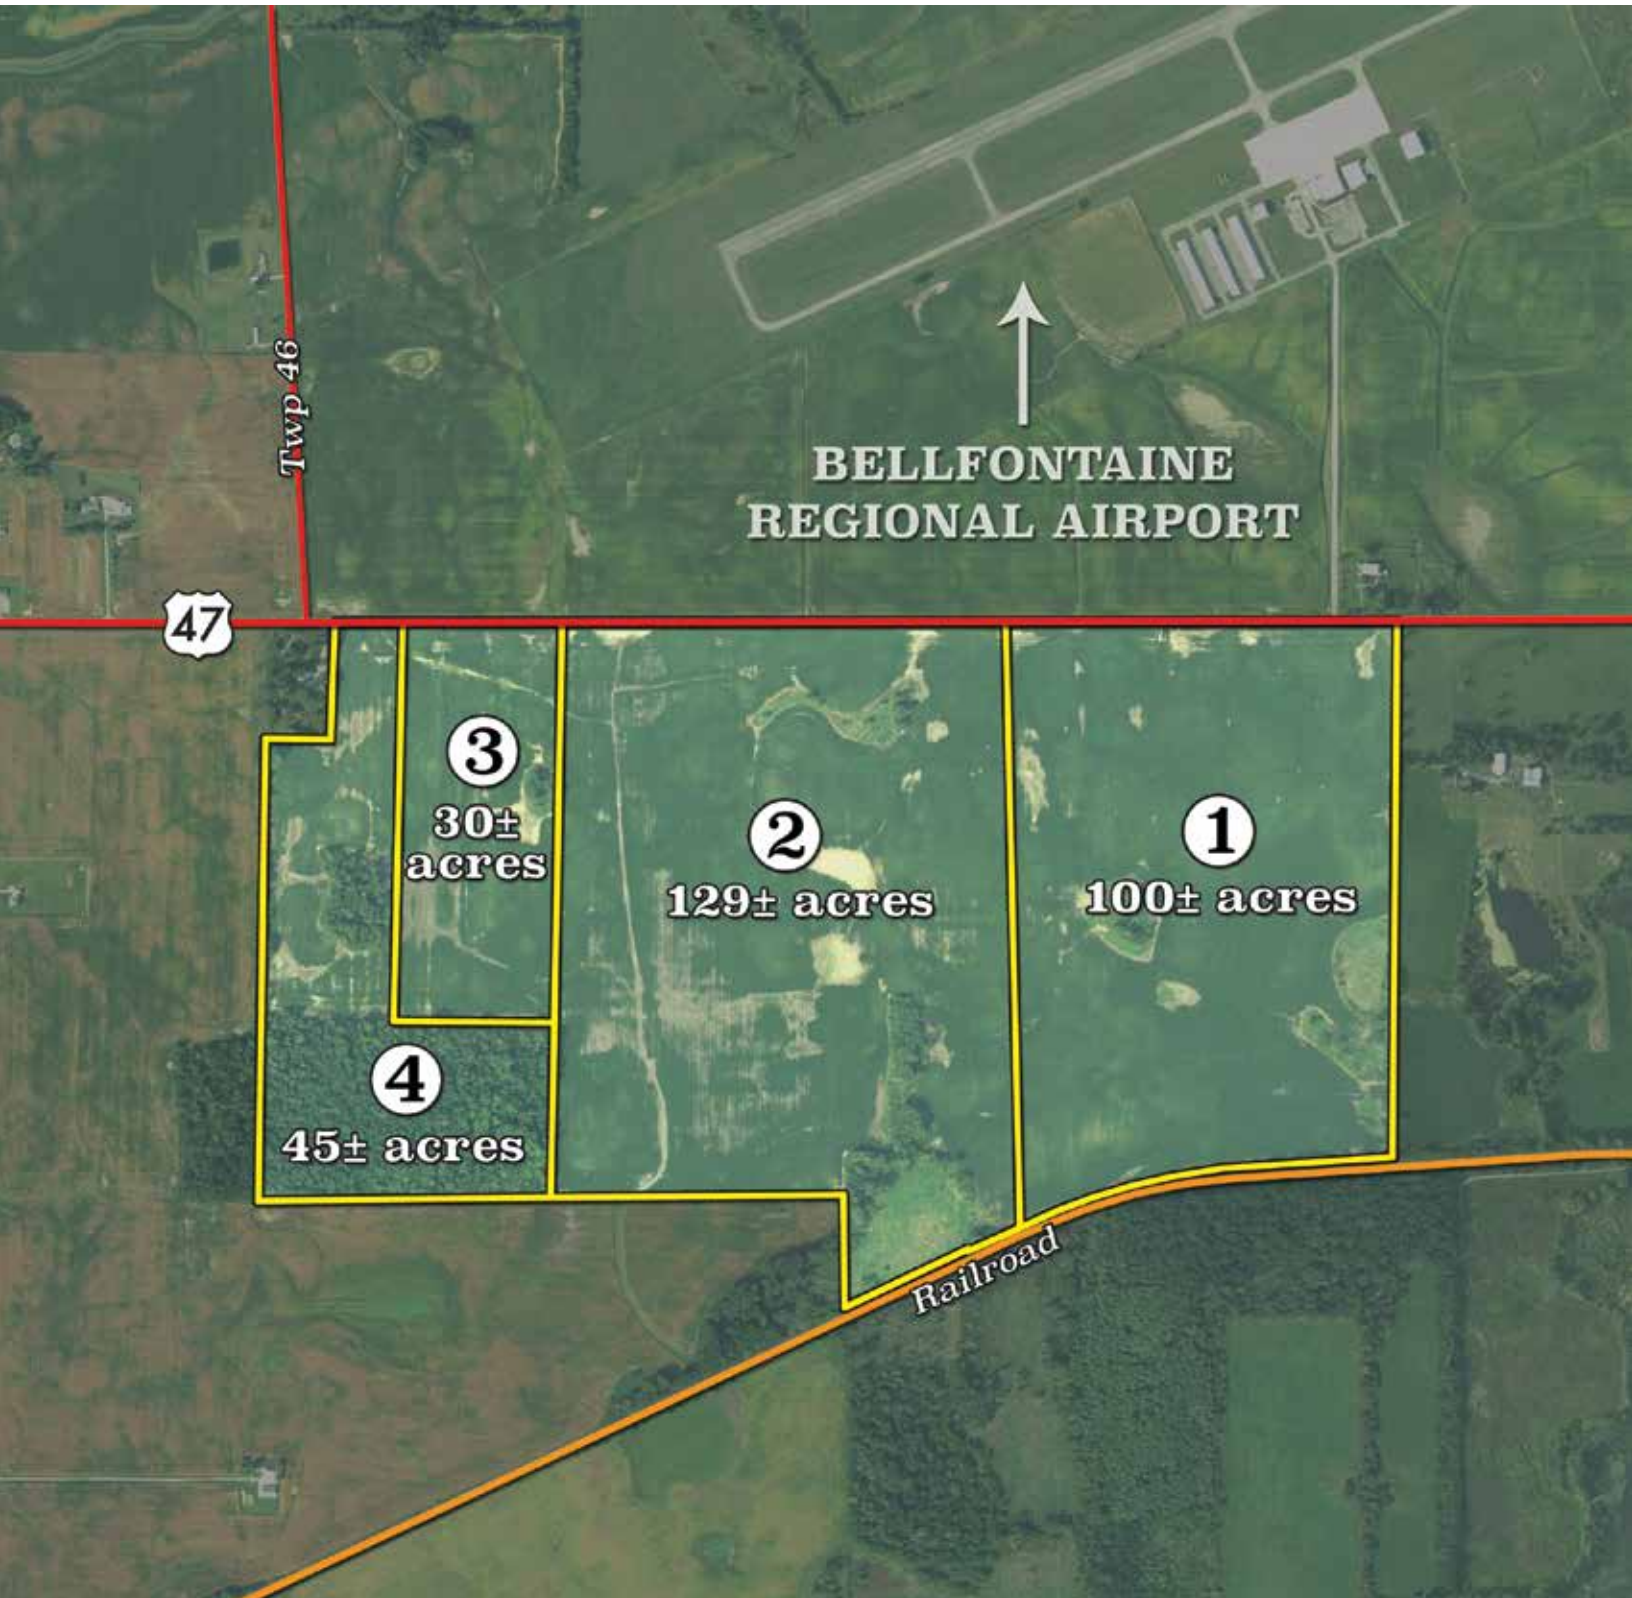 Twp 46
BELLFONTAINE
REGIONAL AIRPORT
47
3
30±
acres
2
129± acres
1
100± acres
4
45± acres
Railroad